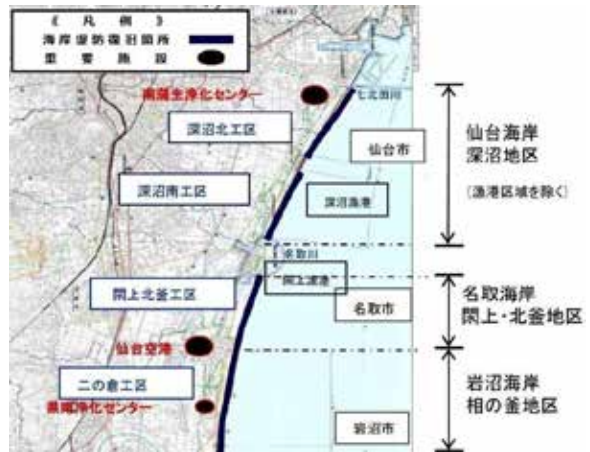 《 凡 例 》
海岸堤防復旧箇所
重 要 施 設
南蒲生浄化センター
七北田川
深沼北工区
仙台市
仙台海岸
深沼地区
(漁港区域を除く)
深沼南工区
深沼漁港
名取川
閖上漁港
閖上北釜工区
名取市
名取海岸
閖上・北釜地区
仙台空港
二の倉工区
県南浄化センター
岩沼海岸
相の釜地区
岩沼市